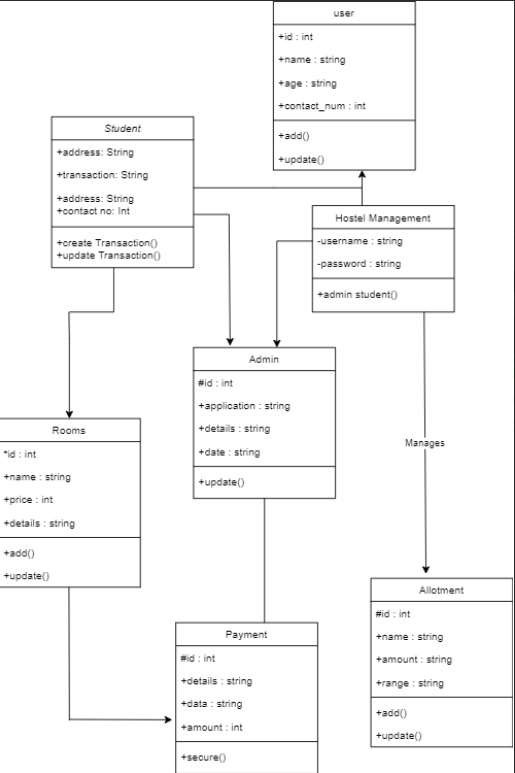 user
+id : int
+name : string
+age : string
+contact_num : int
+add()
+update()
Student
+address: String
+transaction: String
+address: String
+contact no: Int
+create Transaction()
+update Transaction()
Hostel Management
-username : string
-password : string
+admin student()
Admin
#id : int
+application : string
+details : string
+date : string
+update()
Rooms
*id : int
+name : string
+price : int
+details : string
+add()
+update()
Manages
Allotment
#id : int
+name : string
+amount : string
+range : string
+add()
+update()
Payment
#id : int
+details : string
+data : string
+amount : int
+secure()